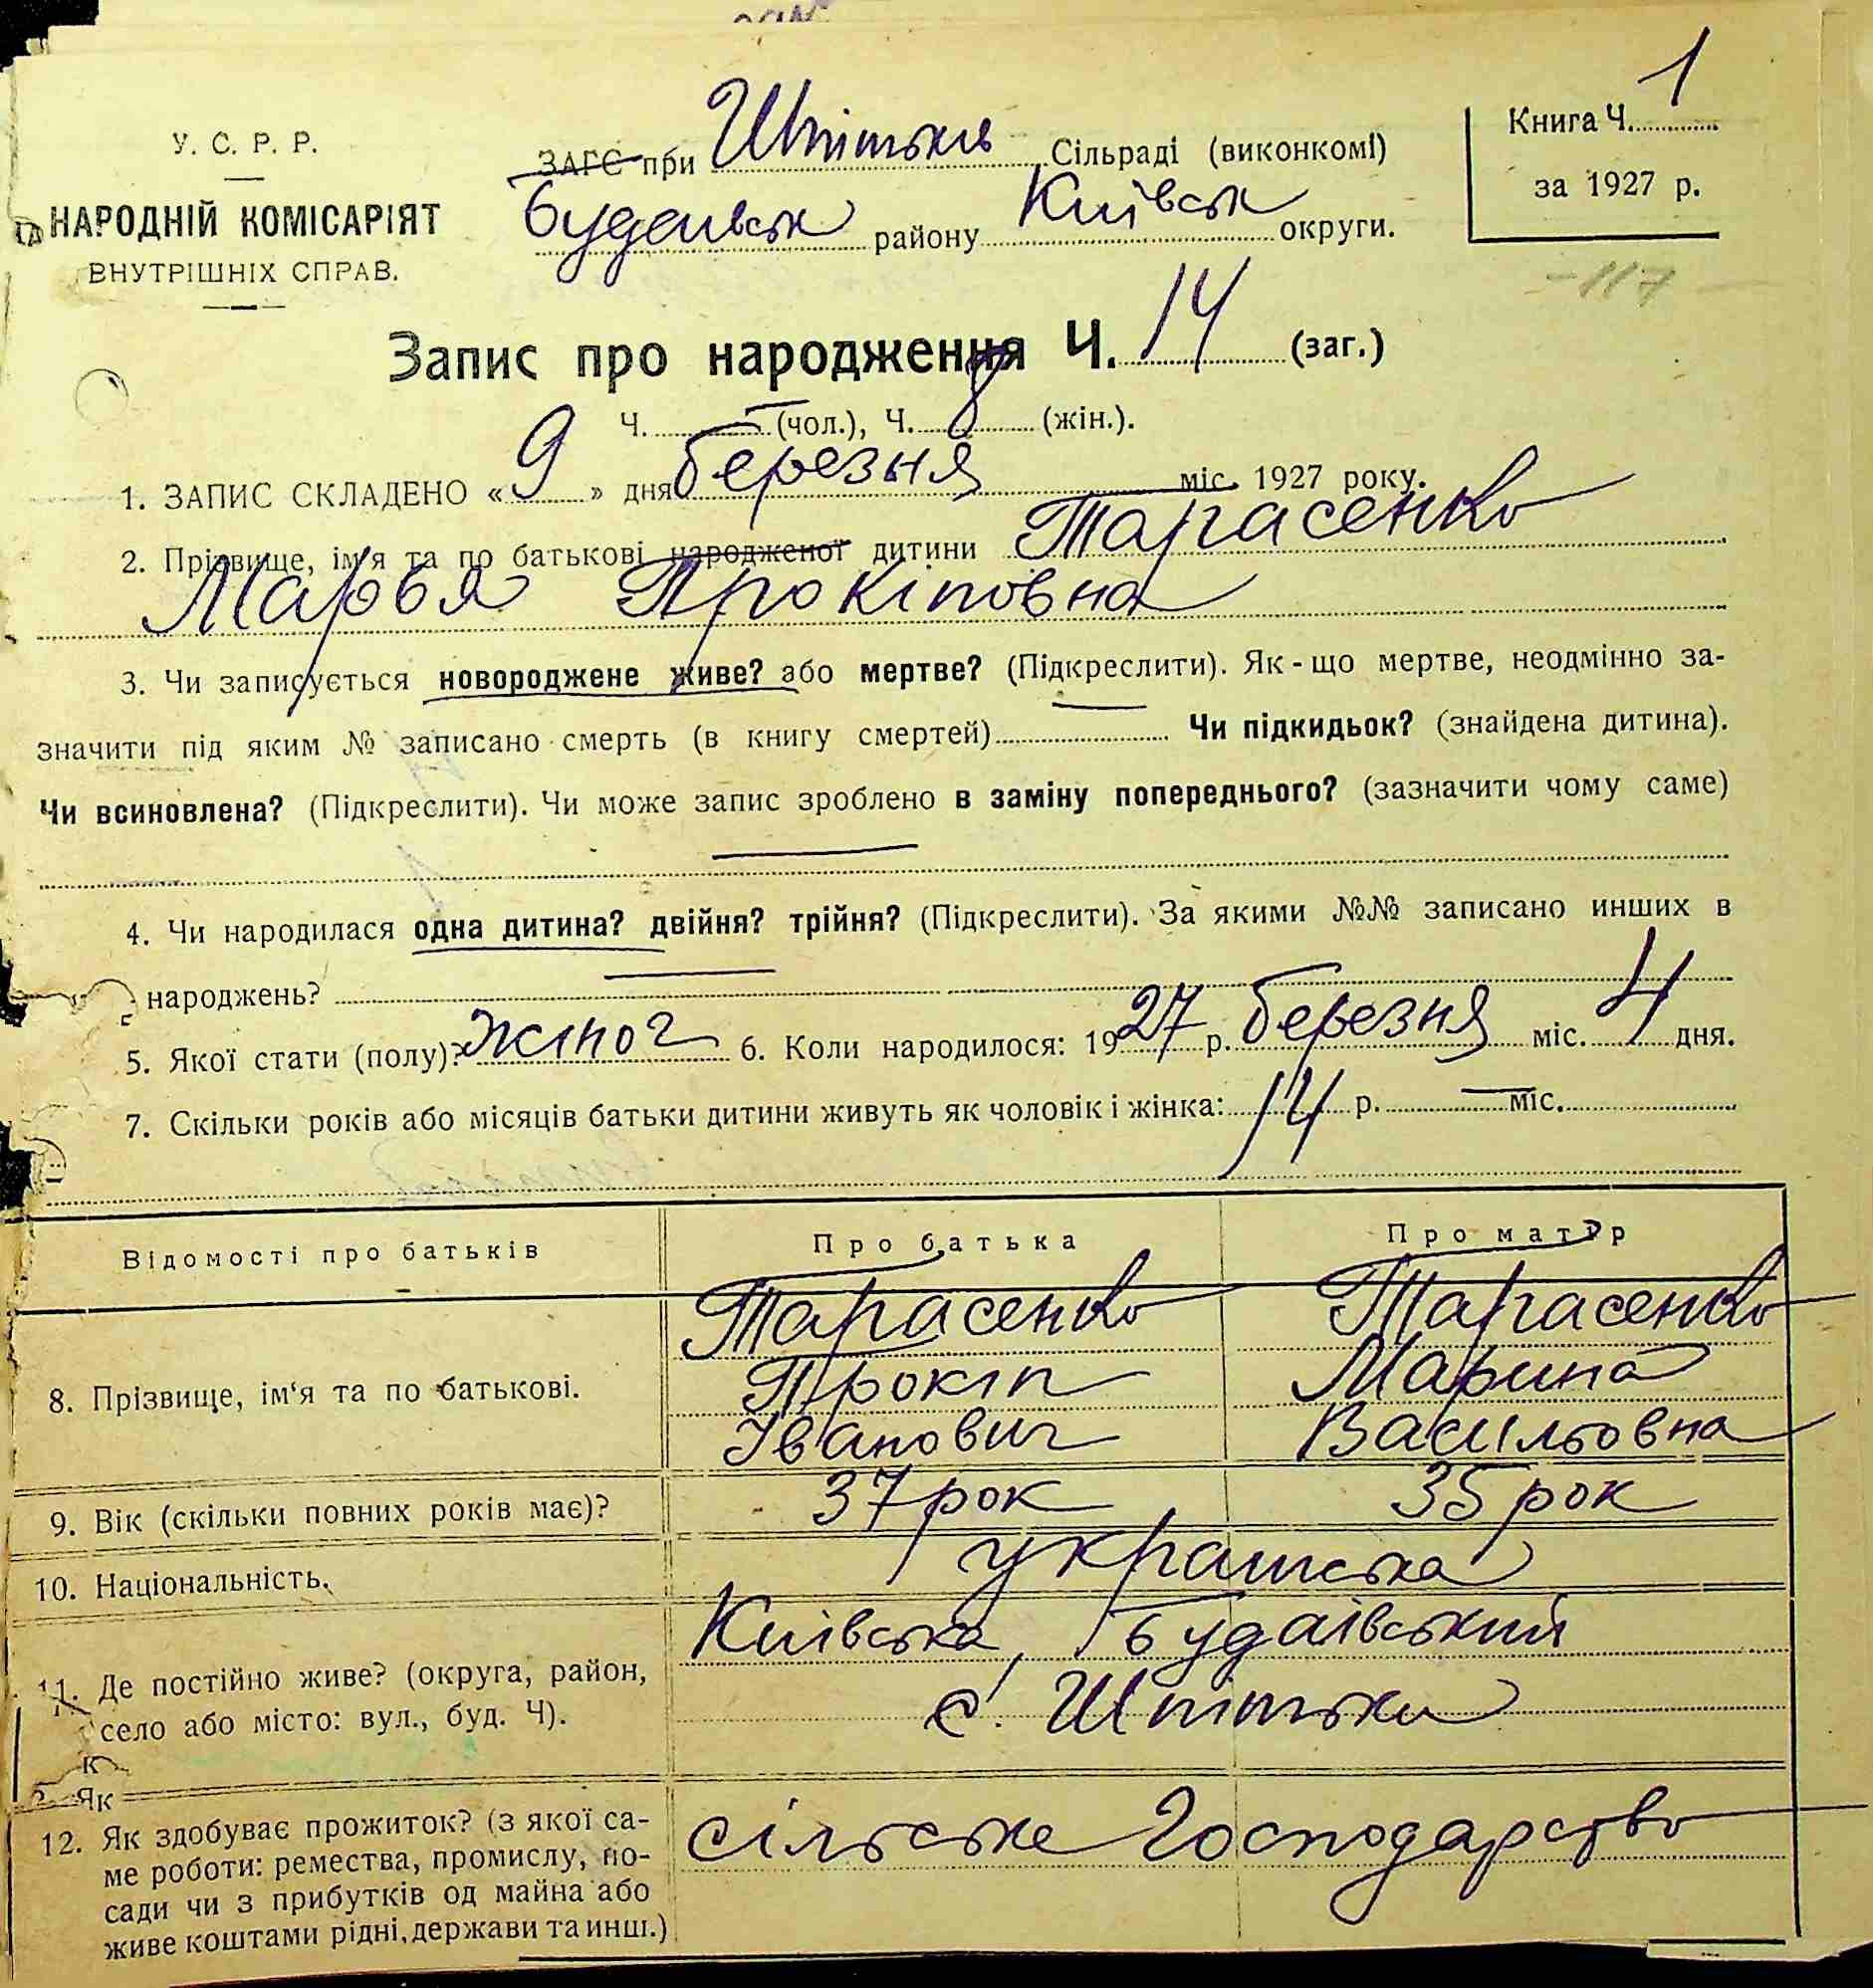 У. С. Р. Р.
НАРОДНІЙ КОМІСАРІЯТ
ВНУТРІШНІХ СПРАВ.
ЗАГС при Шпітьків Сільраді (виконкомі)
Будаївськ району Київськ округи.
Книга Ч. 1
за 1927 р.
-117
Запис про народження Ч. 14 (заг.)
Ч. — (чол.), Ч. 8 (жін.).
1. ЗАПИС СКЛАДЕНО « 9 » дня березня міс. 1927 року.
2. Прізвище, ім'я та по батькові народженої дитини Тарасенко
Марья Прокіповна
3. Чи записується новороджене живе? або мертве? (Підкреслити). Як-що мертве, неодмінно за-
значити під яким № записано смерть (в книгу смертей) — Чи підкидьок? (знайдена дитина).
Чи всиновлена? (Підкреслити). Чи може запис зроблено в заміну попереднього? (зазначити чому саме)
—
4. Чи народилася одна дитина? двійня? трійня? (Підкреслити). За якими №№ записано инших в
народжень? —
5. Якої стати (полу)? жіноч 6. Коли народилося: 1927 р. березня міс. 4 дня.
7. Скільки років або місяців батьки дитини живуть як чоловік і жінка: 14 р. — міс.
Відомості про батьків Про батька Про матір
8. Прізвище, ім'я та по батькові. Тарасенко Тарасенко
Прокіп Марина
Іванович Васильовна
9. Вік (скільки повних років має)? 37 рок 35 рок
10. Національність. українська
11. Де постійно живе? (округа, район, Київська, Будаївський
село або місто: вул., буд. Ч). с. Шпітьки
К
Як
12. Як здобуває прожиток? (з якої са- сільське Господарство
ме роботи: ремества, промислу, по-
сади чи з прибутків од майна або
живе коштами рідні, держави та инш.)